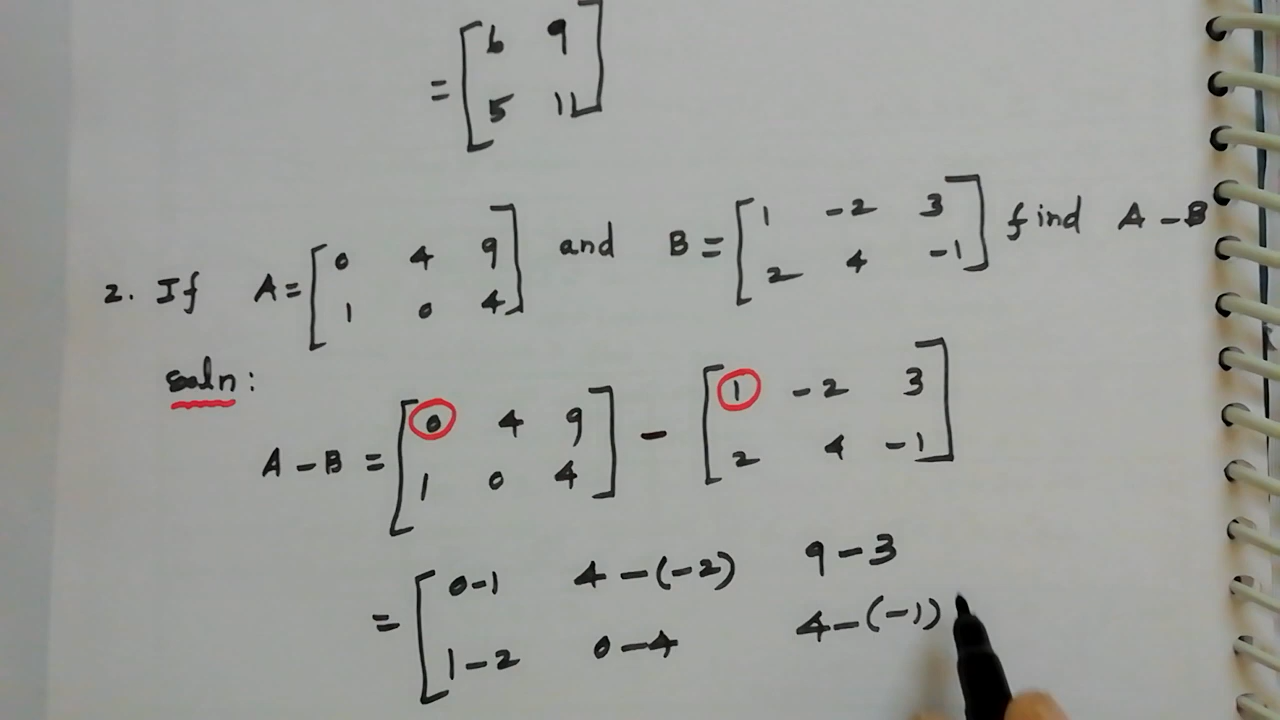 = [ 6 9
5 11 ]
2. If A = [ 0 4 9
1 0 4 ] and B = [ 1 -2 3
2 4 -1 ] find A - B
Soln:
A - B = [ 0 4 9
1 0 4 ] - [ 1 -2 3
2 4 -1 ]
= [ 0-1 4-(-2) 9-3
1-2 0-4 4-(-1)